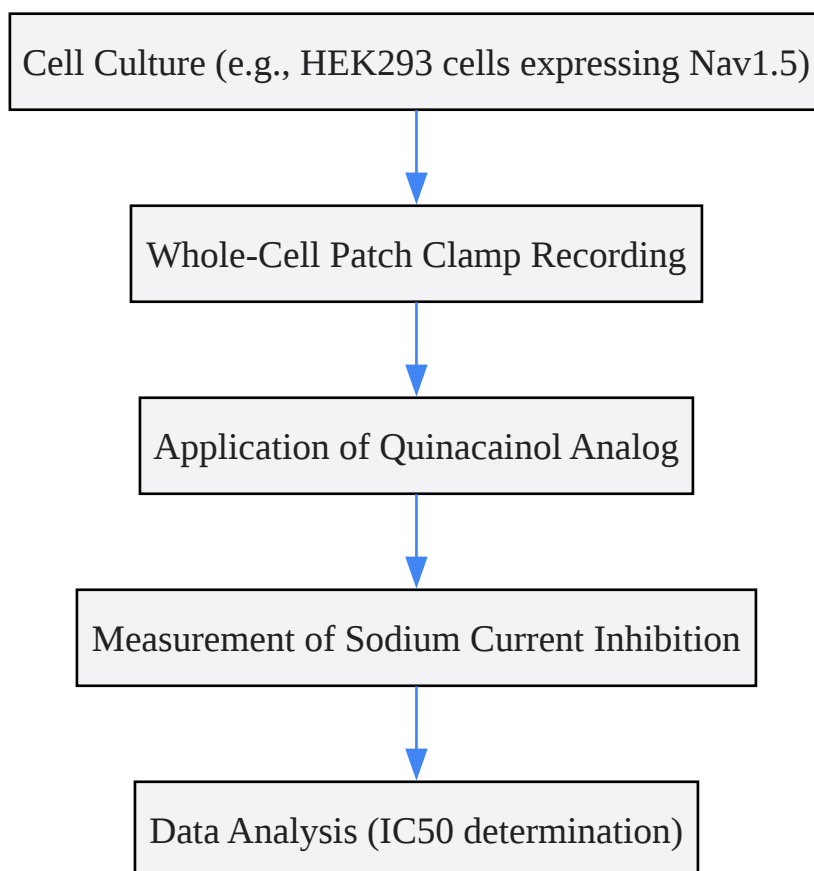 Cell Culture (e.g., HEK293 cells expressing Nav1.5)
Whole-Cell Patch Clamp Recording
Application of Quinacainol Analog
Measurement of Sodium Current Inhibition
Data Analysis (IC50 determination)